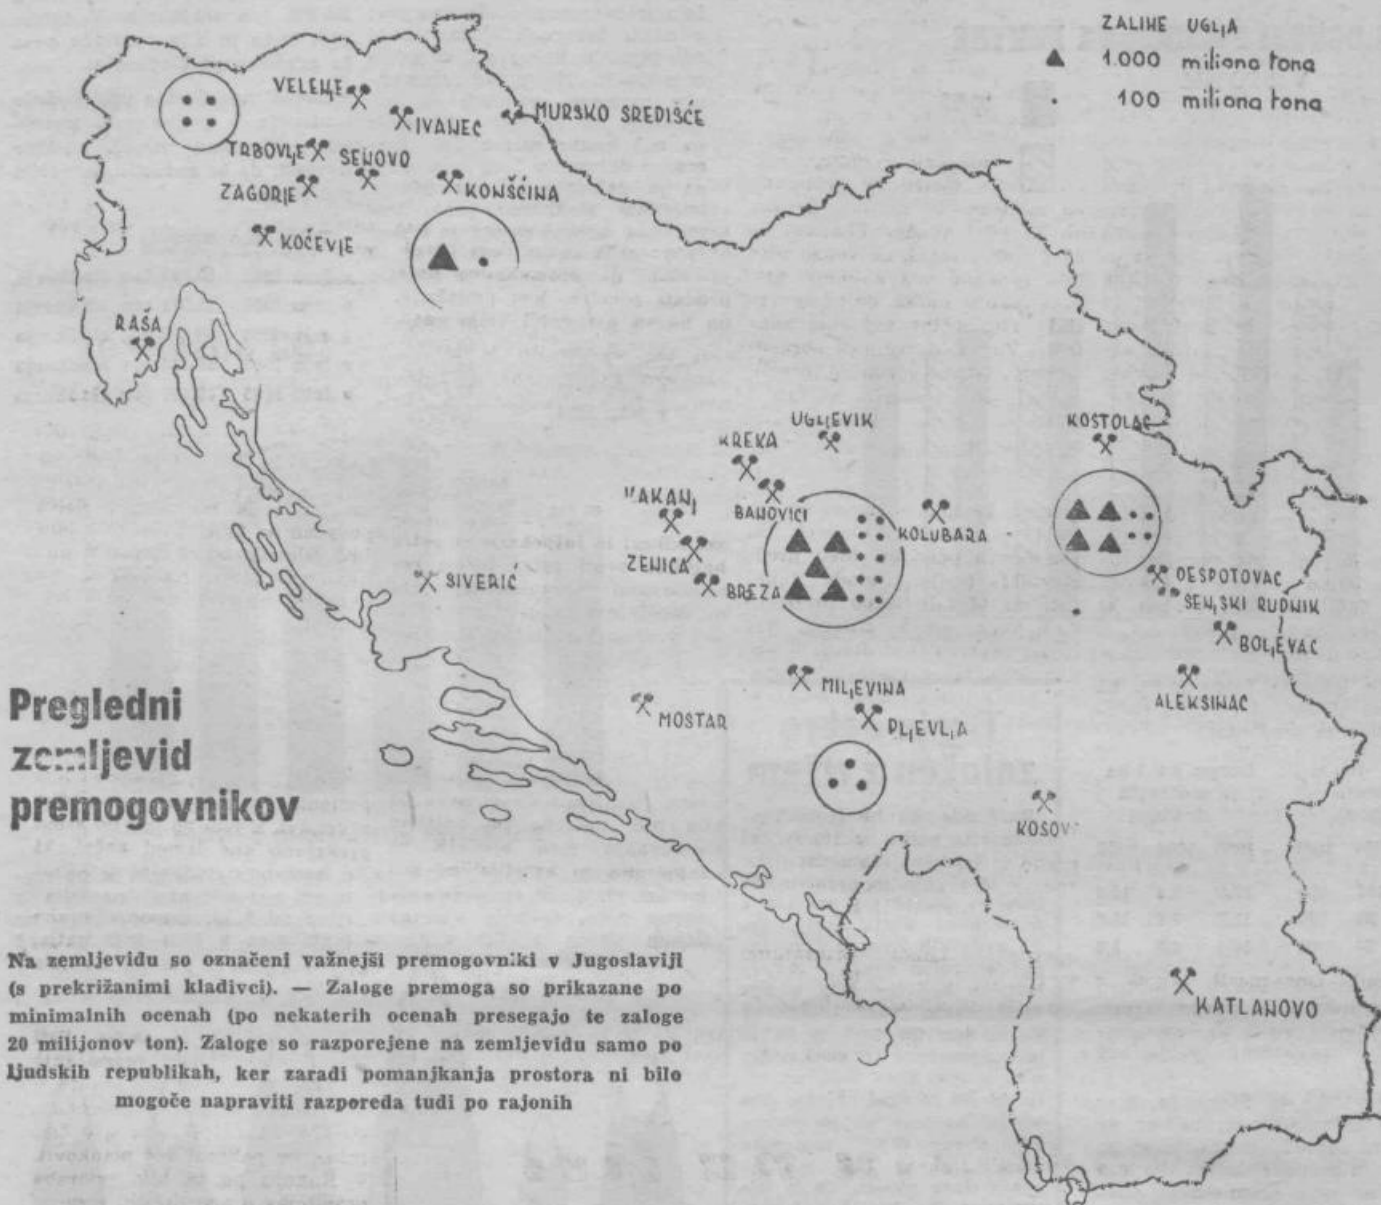 ZALIHE UGLJA
1.000 miliona tona
100 miliona tona
VELENJE
IVANEC
MURSKO SREDIŠĆE
TRBOVLJE
SENOVO
ZAGORJE
KONŠĆINA
KOČEVJE
RAŠA
UGLJEVIK
KREKA
KOSTOLAC
BANOVICI
KAKANJ
KOLUBARA
ZENICA
SIVERIĆ
BREZA
DESPOTOVAC
SENJSKI RUDNIK
BOLJEVAC
MILJEVINA
ALEKSINAC
MOSTAR
PLJEVLJA
KOSOV
KATLANOVO
Pregledni
zemljevid
premogovnikov
Na zemljevidu so označeni važnejši premogovniki v Jugoslaviji
(s prekrižanimi kladivci). — Zaloge premoga so prikazane po
minimalnih ocenah (po nekaterih ocenah presegajo te zaloge
20 milijonov ton). Zaloge so razporejene na zemljevidu samo po
ljudskih republikah, ker zaradi pomanjkanja prostora ni bilo
mogoče napraviti razporeda tudi po rajonih